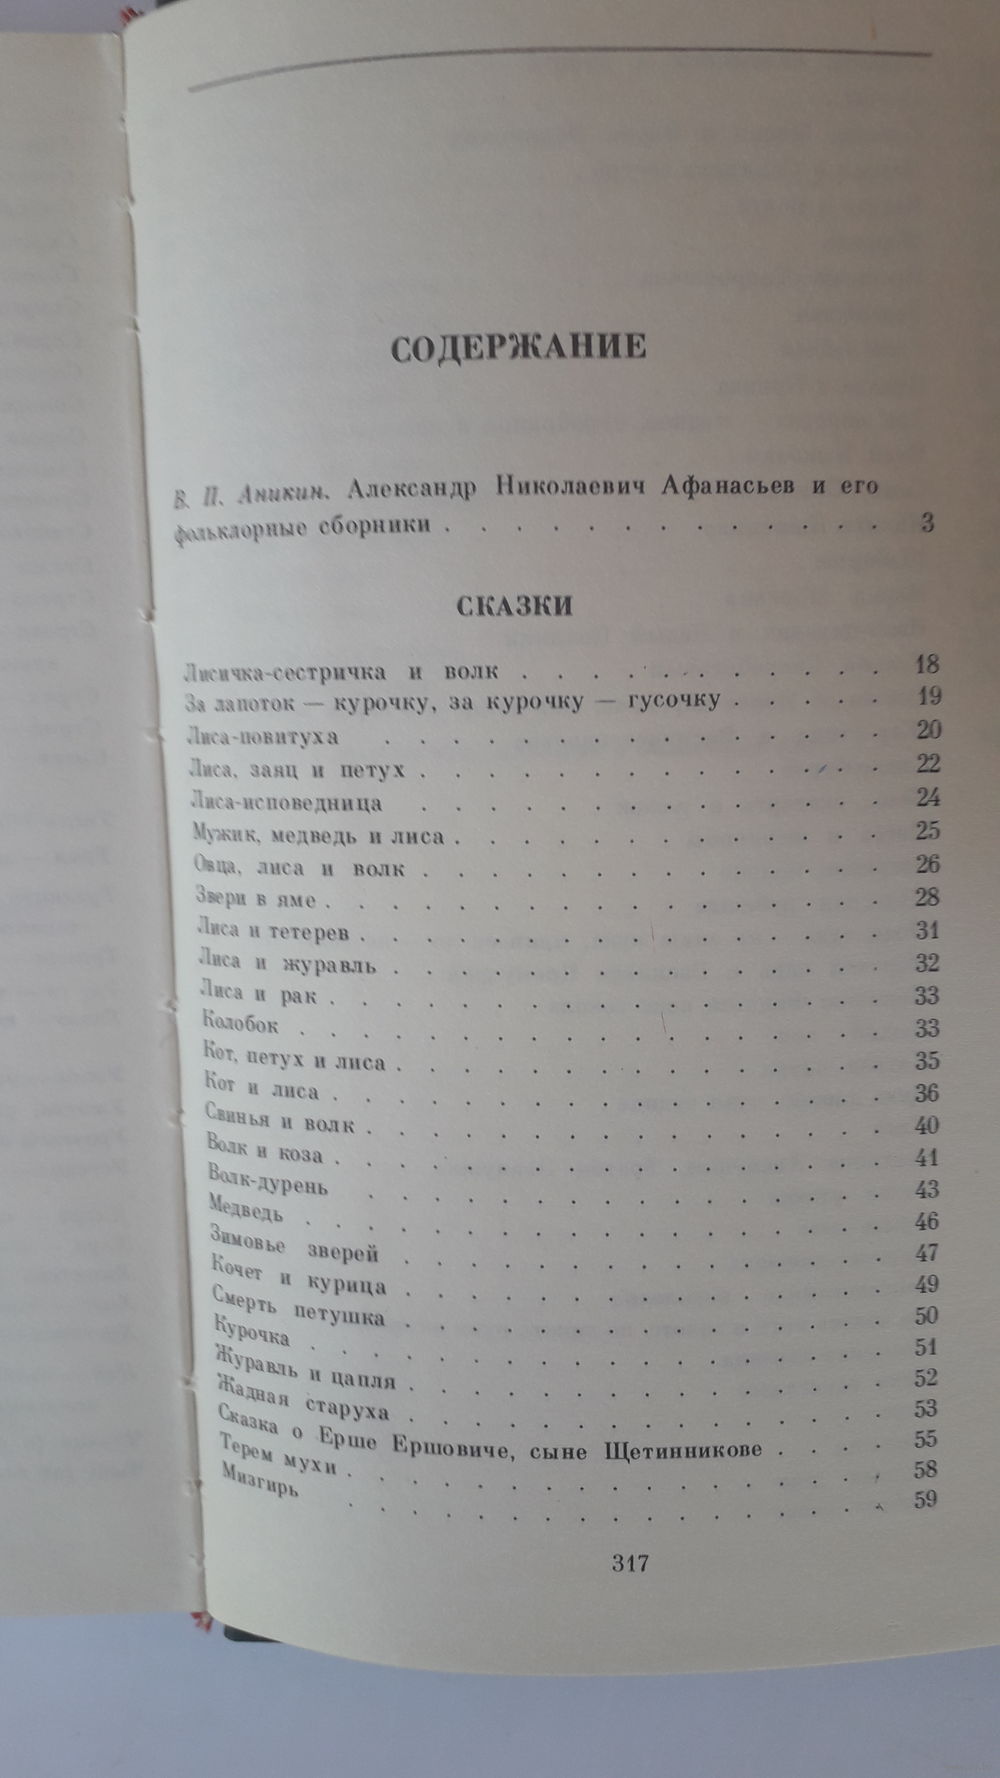 СОДЕРЖАНИЕ
В. П. Аникин. Александр Николаевич Афанасьев и его
фольклорные сборники . . . . . . . . . . . . . 3
СКАЗКИ
Лисичка-сестричка и волк . . . . . . . . . . . 18
За лапоток — курочку, за курочку — гусочку . . . . . 19
Лиса-повитуха . . . . . . . . . . . . . . . 20
Лиса, заяц и петух . . . . . . . . . . . . . . 22
Лиса-исповедница . . . . . . . . . . . . . . 24
Мужик, медведь и лиса . . . . . . . . . . . . . 25
Овца, лиса и волк . . . . . . . . . . . . . . 26
Звери в яме . . . . . . . . . . . . . . . . . 28
Лиса и тетерев . . . . . . . . . . . . . . . . 31
Лиса и журавль . . . . . . . . . . . . . . . 32
Лиса и рак . . . . . . . . . . . . . . . . . 33
Колобок . . . . . . . . . . . . . . . . . . 33
Кот, петух и лиса . . . . . . . . . . . . . . . 35
Кот и лиса . . . . . . . . . . . . . . . . . 36
Свинья и волк . . . . . . . . . . . . . . . . 40
Волк и коза . . . . . . . . . . . . . . . . . 41
Волк-дурень . . . . . . . . . . . . . . . . 43
Медведь . . . . . . . . . . . . . . . . . . 46
Зимовье зверей . . . . . . . . . . . . . . . 47
Кочет и курица . . . . . . . . . . . . . . . 49
Смерть петушка . . . . . . . . . . . . . . . 50
Курочка . . . . . . . . . . . . . . . . . . 51
Журавль и цапля . . . . . . . . . . . . . . . 52
Жадная старуха . . . . . . . . . . . . . . . 53
Сказка о Ерше Ершовиче, сыне Щетинникове . . . . 55
Терем мухи . . . . . . . . . . . . . . . . . 58
Мизгирь . . . . . . . . . . . . . . . . . 59
317